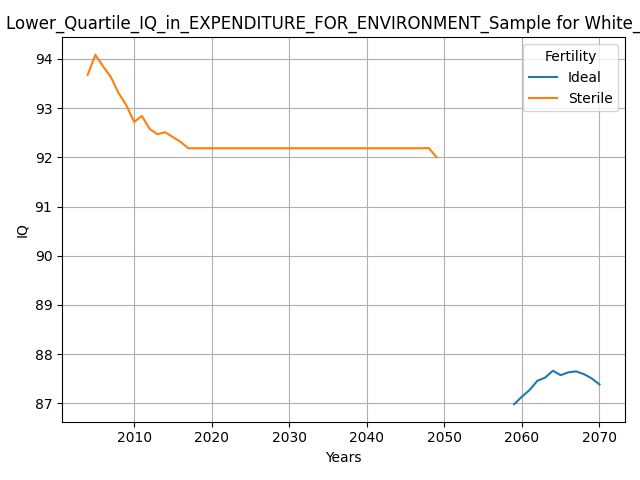 Lower_Quartile_IQ_in_EXPENDITURE_FOR_ENVIRONMENT_Sample for White_
Fertility
Ideal
Sterile
IQ
94
93
92
91
90
89
88
87
2010 2020 2030 2040 2050 2060 2070
Years